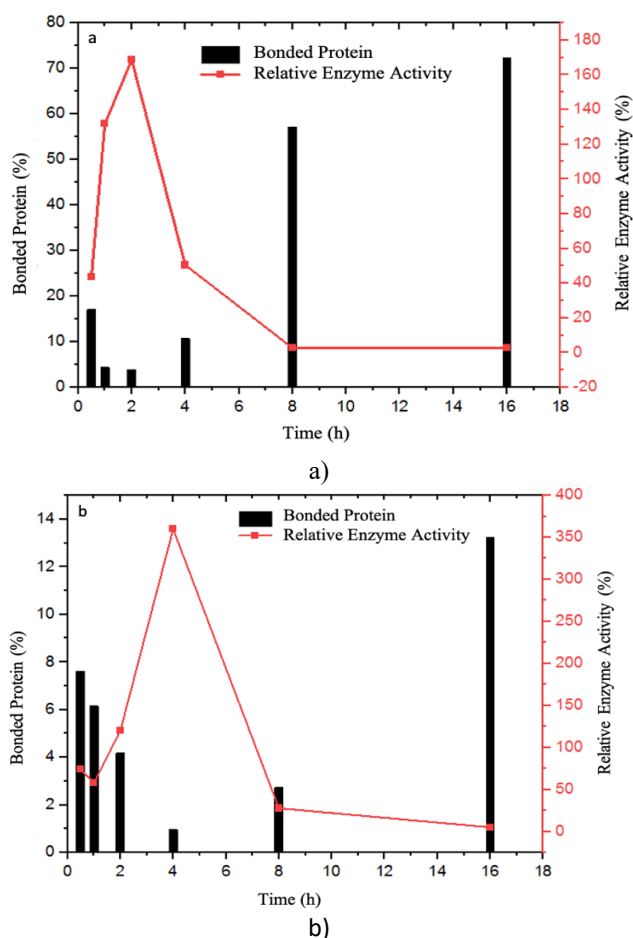 a
Bonded Protein
Relative Enzyme Activity
80
70
60
50
40
30
20
10
0
Bonded Protein (%)
180
160
140
120
100
80
60
40
20
0
-20
Relative Enzyme Activity (%)
0 2 4 6 8 10 12 14 16 18
Time (h)
a)
b
Bonded Protein
Relative Enzyme Activity
14
12
10
8
6
4
2
0
Bonded Protein (%)
400
350
300
250
200
150
100
50
0
Relative Enzyme Activity (%)
0 2 4 6 8 10 12 14 16 18
Time (h)
b)